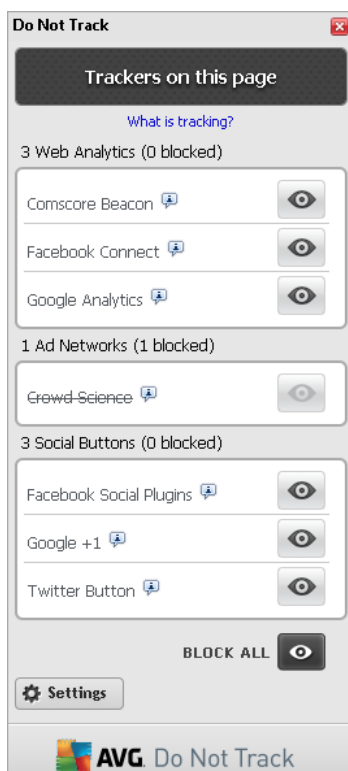 Do Not Track
Trackers on this page
What is tracking?
3 Web Analytics (0 blocked)
Comscore Beacon
Facebook Connect
Google Analytics
1 Ad Networks (1 blocked)
Crowd Science
3 Social Buttons (0 blocked)
Facebook Social Plugins
Google +1
Twitter Button
BLOCK ALL
Settings
AVG. Do Not Track